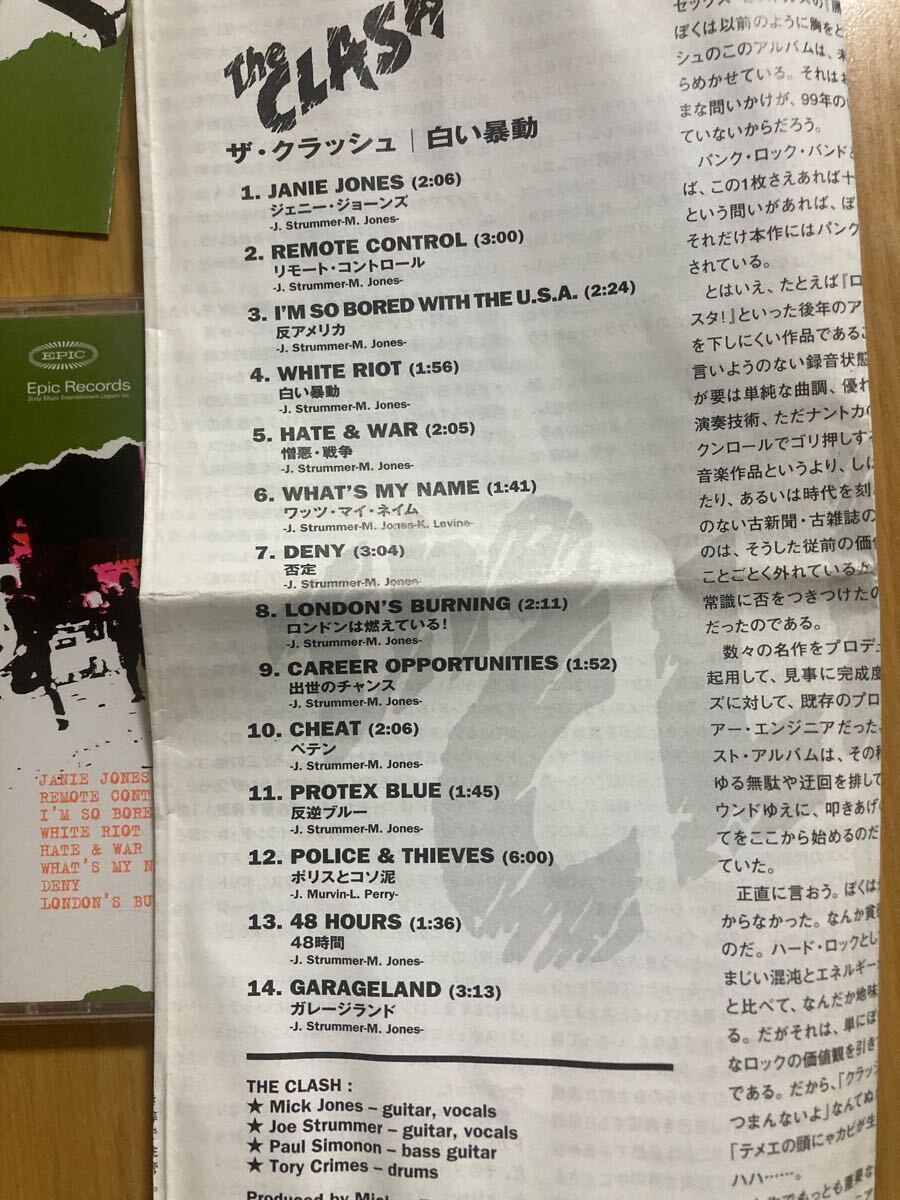 The CLASH
ザ・クラッシュ｜白い暴動
1. JANIE JONES (2:06)
ジェニー・ジョーンズ
-J. Strummer-M. Jones-
2. REMOTE CONTROL (3:00)
リモート・コントロール
-J. Strummer-M. Jones-
3. I'M SO BORED WITH THE U.S.A. (2:24)
反アメリカ
-J. Strummer-M. Jones-
4. WHITE RIOT (1:56)
白い暴動
-J. Strummer-M. Jones-
5. HATE & WAR (2:05)
憎悪・戦争
-J. Strummer-M. Jones-
6. WHAT'S MY NAME (1:41)
ワッツ・マイ・ネイム
-J. Strummer-M. Jones-K. Levine-
7. DENY (3:04)
否定
-J. Strummer-M. Jones-
8. LONDON'S BURNING (2:11)
ロンドンは燃えている!
-J. Strummer-M. Jones-
9. CAREER OPPORTUNITIES (1:52)
出世のチャンス
-J. Strummer-M. Jones-
10. CHEAT (2:06)
ペテン
-J. Strummer-M. Jones-
11. PROTEX BLUE (1:45)
反逆ブルー
-J. Strummer-M. Jones-
12. POLICE & THIEVES (6:00)
ポリスとコソ泥
-J. Murvin-L. Perry-
13. 48 HOURS (1:36)
48時間
-J. Strummer-M. Jones-
14. GARAGELAND (3:13)
ガレージランド
-J. Strummer-M. Jones-
THE CLASH :
★ Mick Jones – guitar, vocals
★ Joe Strummer – guitar, vocals
★ Paul Simonon – bass guitar
★ Tory Crimes – drums
Produced by
ぼくは以前のように胸を
シュのこのアルバムは、
らめかせている。それは
まな問いかけが、99年の
ていないからだろう。
パンク・ロック・バンド
ば、この1枚さえあれば十
という問いがあれば、ぼ
それだけ本作にはパンク
されている。
とはいえ、たとえば『ロ
スタ!』といった後年のア
を下しにくい作品であるこ
言いようのない録音状態
が要は単純な曲調、優れ
演奏技術、ただナントカの
クンロールでゴリ押しす
音楽作品というより、しは
たり、あるいは時代を刻
のない古新聞・古雑誌の
のは、そうした従前の価
ことごとく外れているか
常識に否をつきつけたの
だったのである。
数々の名作をプロデュ
起用して、見事に完成度
ズに対して、既存のプロ
アー・エンジニアだった
スト・アルバムは、その
ゆる無駄や迂回を排して
ウンドゆえに、叩きあげ
てをここから始めるのだ
ていた。
正直に言おう。ぼくは
からなかった。なんか貧
のだ。ハード・ロックとし
まじい混沌とエネルギー
と比べて、なんだか地味
る。だがそれは、単にぼ
なロックの価値観を引き
である。だから、「クラッ
つまんないよ」なんてぬ
「テメエの頭にゃカビが生
ハハ……。
EPIC
Epic Records
Sony Music Entertainment (Japan) Inc.
JANIE JONES
REMOTE CONT
I'M SO BORE
WHITE RIOT
HATE & WAR
WHAT'S MY N
DENY
LONDON'S BU